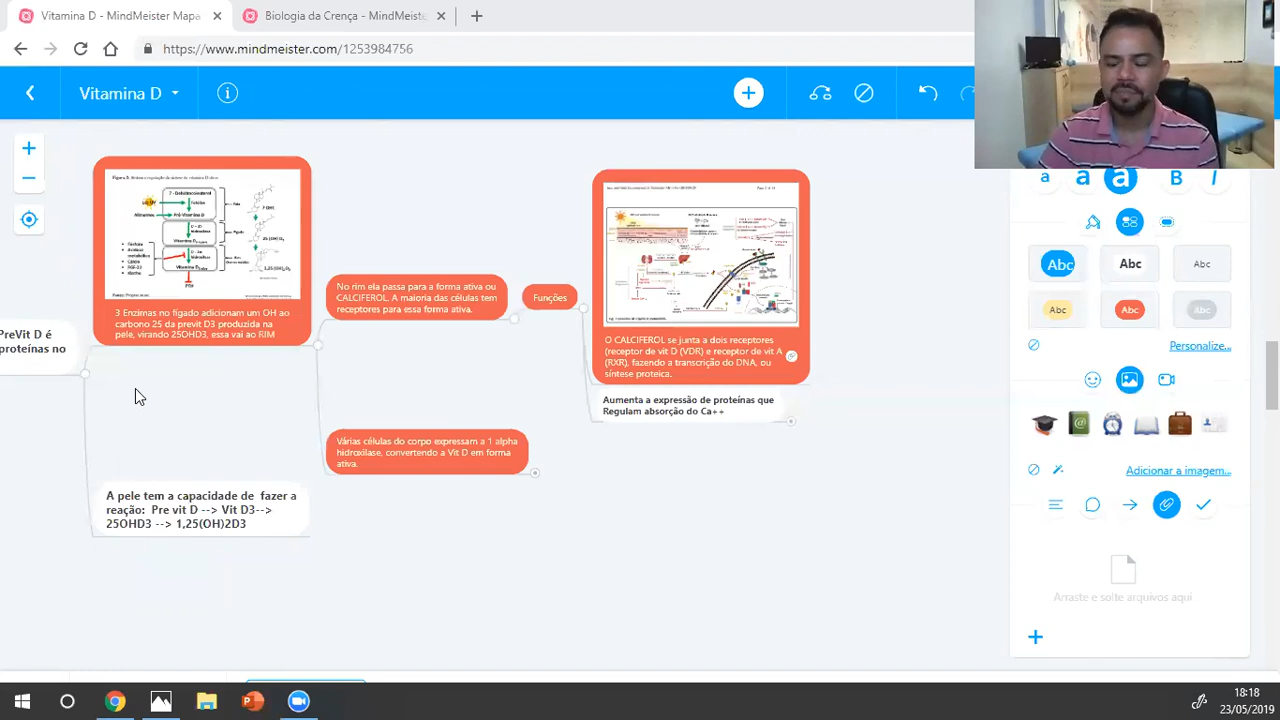 Vitamina D - MindMeister Mapa
Biologia da Crença - MindMeiste
https://www.mindmeister.com/1253984756
Vitamina D
a a a B I
Abc Abc Abc
Abc Abc Abc
Personalize...
Adicionar a imagem...
Arraste e solte arquivos aqui
PreVit D é
proteínas no
7 - Dehidrocolesterol
Alimentos
Pré-Vitamina D
3 Enzimas no fígado adicionam um OH ao
carbono 25 da previt D3 produzida na
pele, virando 25OHD3, essa vai ao RIM
No rim ela passa para a forma ativa ou
CALCIFEROL. A maioria das células tem
receptores para essa forma ativa.
Funções
O CALCIFEROL se junta a dois receptores
(receptor de vit D (VDR) e receptor de vit A
(RXR), fazendo a transcrição do DNA, ou
síntese proteica.
Aumenta a expressão de proteínas que
Regulam absorção do Ca++
Várias células do corpo expressam a 1 alpha
hidroxilase, convertendo a Vit D em forma
ativa.
A pele tem a capacidade de fazer a
reação: Pre vit D --> Vit D3-->
25OHD3 --> 1,25(OH)2D3
18:18
23/05/2019